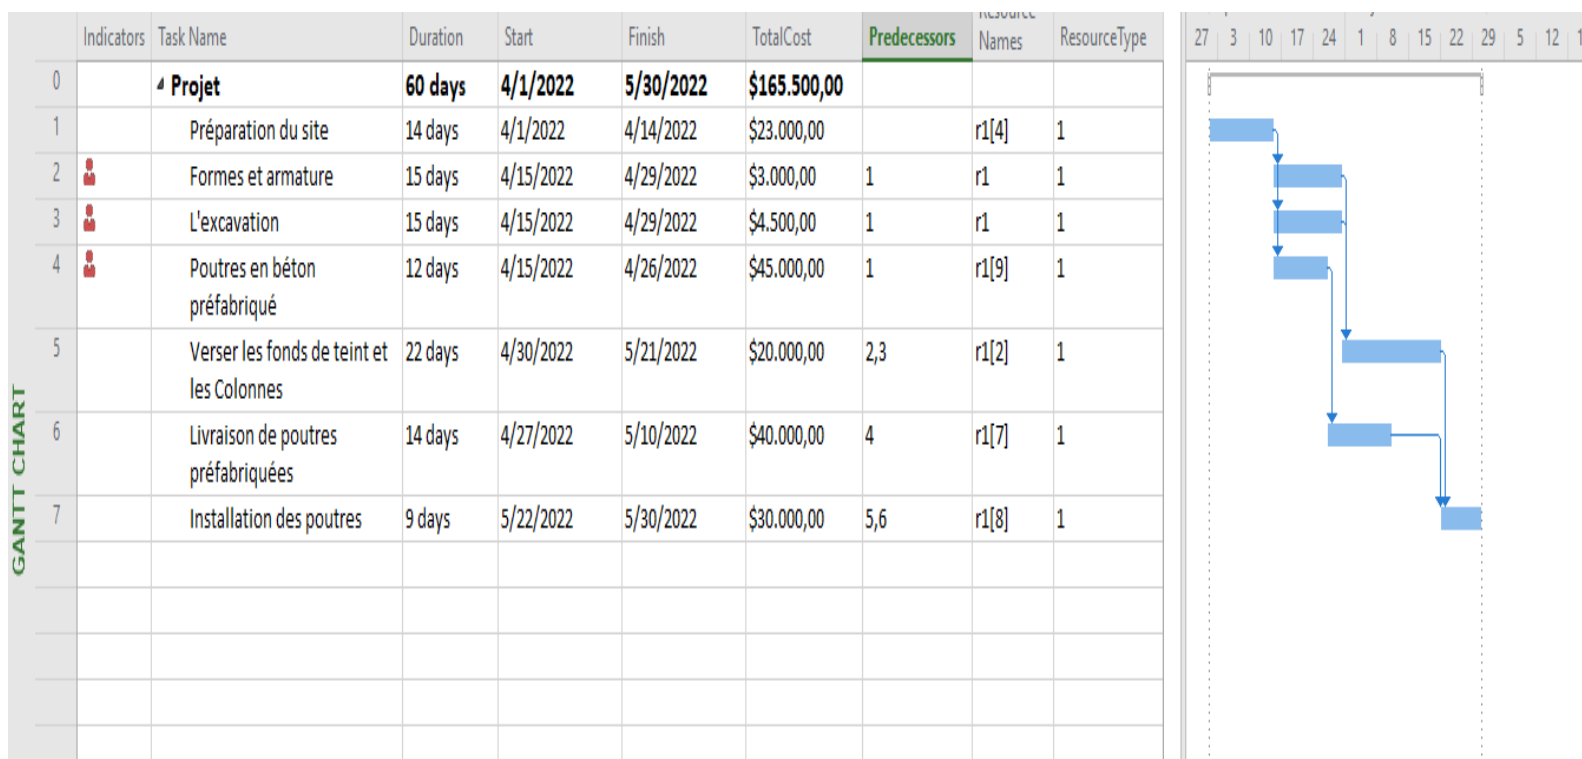 Indicators Task Name Duration Start Finish TotalCost Predecessors Resource Names ResourceType 27 3 10 17 24 1 8 15 22 29 5 12
0 Projet 60 days 4/1/2022 5/30/2022 $165.500,00
1 Préparation du site 14 days 4/1/2022 4/14/2022 $23.000,00 r1[4] 1
2 Formes et armature 15 days 4/15/2022 4/29/2022 $3.000,00 1 r1 1
3 L'excavation 15 days 4/15/2022 4/29/2022 $4.500,00 1 r1 1
4 Poutres en béton 12 days 4/15/2022 4/26/2022 $45.000,00 1 r1[9] 1
préfabriqué
5 Verser les fonds de teint et 22 days 4/30/2022 5/21/2022 $20.000,00 2,3 r1[2] 1
les Colonnes
6 Livraison de poutres 14 days 4/27/2022 5/10/2022 $40.000,00 4 r1[7] 1
préfabriquées
7 Installation des poutres 9 days 5/22/2022 5/30/2022 $30.000,00 5,6 r1[8] 1
GANTT CHART